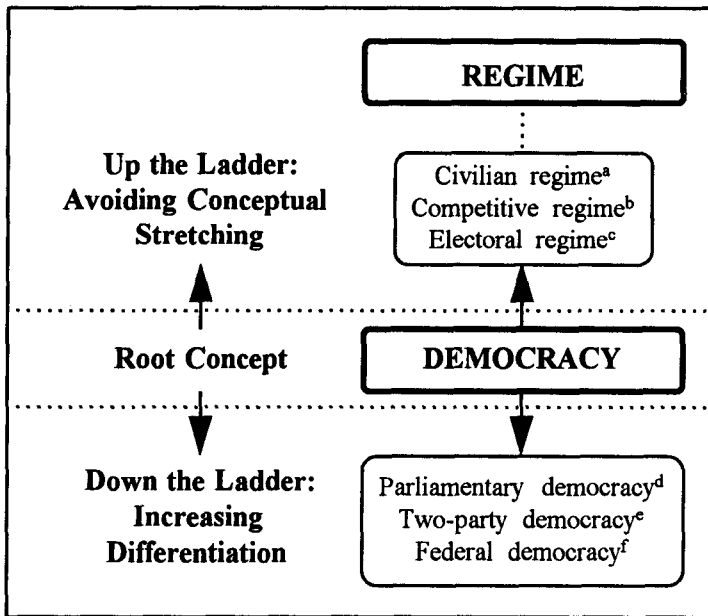 REGIME
Up the Ladder:
Avoiding Conceptual
Stretching
Civilian regimeᵃ
Competitive regimeᵇ
Electoral regimeᶜ
Root Concept
DEMOCRACY
Down the Ladder:
Increasing
Differentiation
Parliamentary democracyᵈ
Two-party democracyᵉ
Federal democracyᶠ